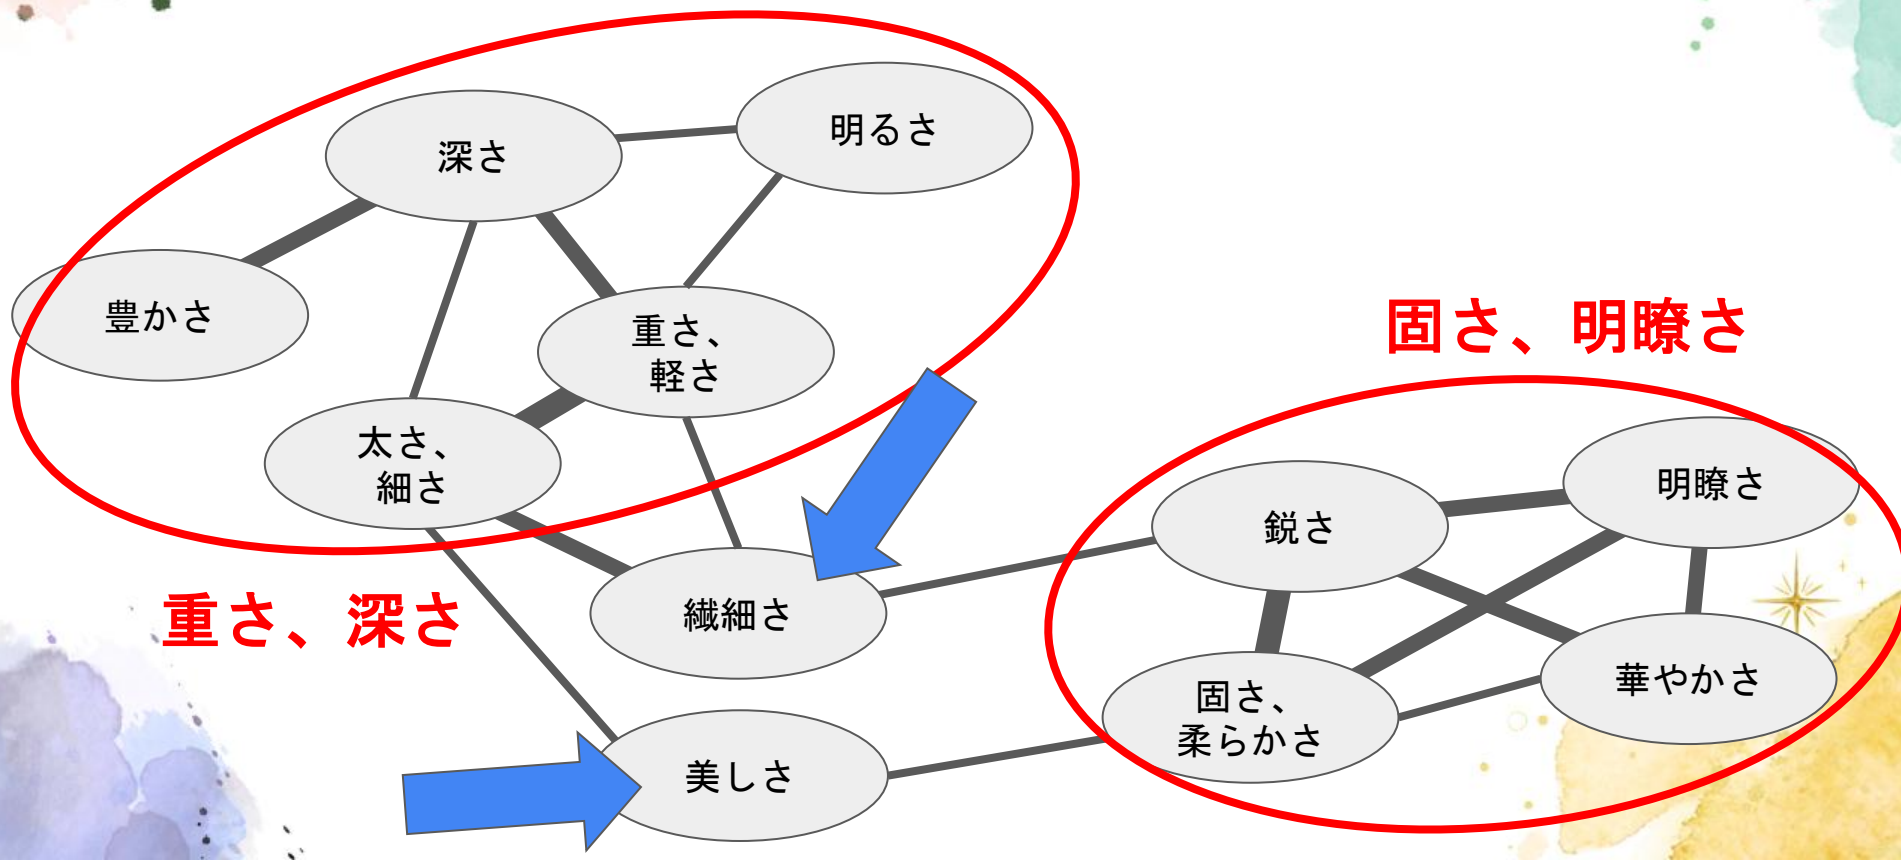 深さ
明るさ
豊かさ
重さ、
軽さ
太さ、
細さ
重さ、深さ
固さ、明瞭さ
繊細さ
美しさ
鋭さ
明瞭さ
固さ、
柔らかさ
華やかさ